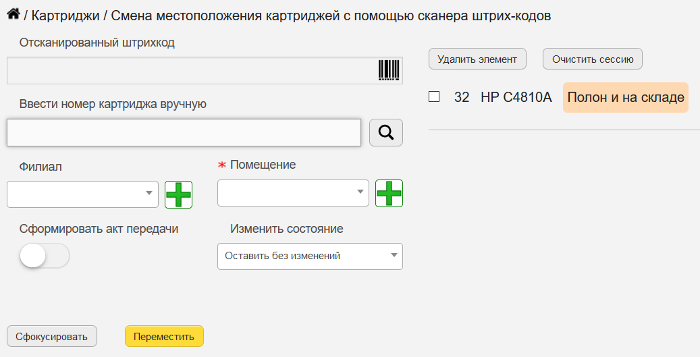 / Картриджи / Смена местоположения картриджей с помощью сканера штрих-кодов
Отсканированный штрихкод
Ввести номер картриджа вручную
Филиал
* Помещение
Сформировать акт передачи
Изменить состояние
Оставить без изменений
Сфокусировать
Переместить
Удалить элемент
Очистить сессию
32 HP C4810A Полон и на складе